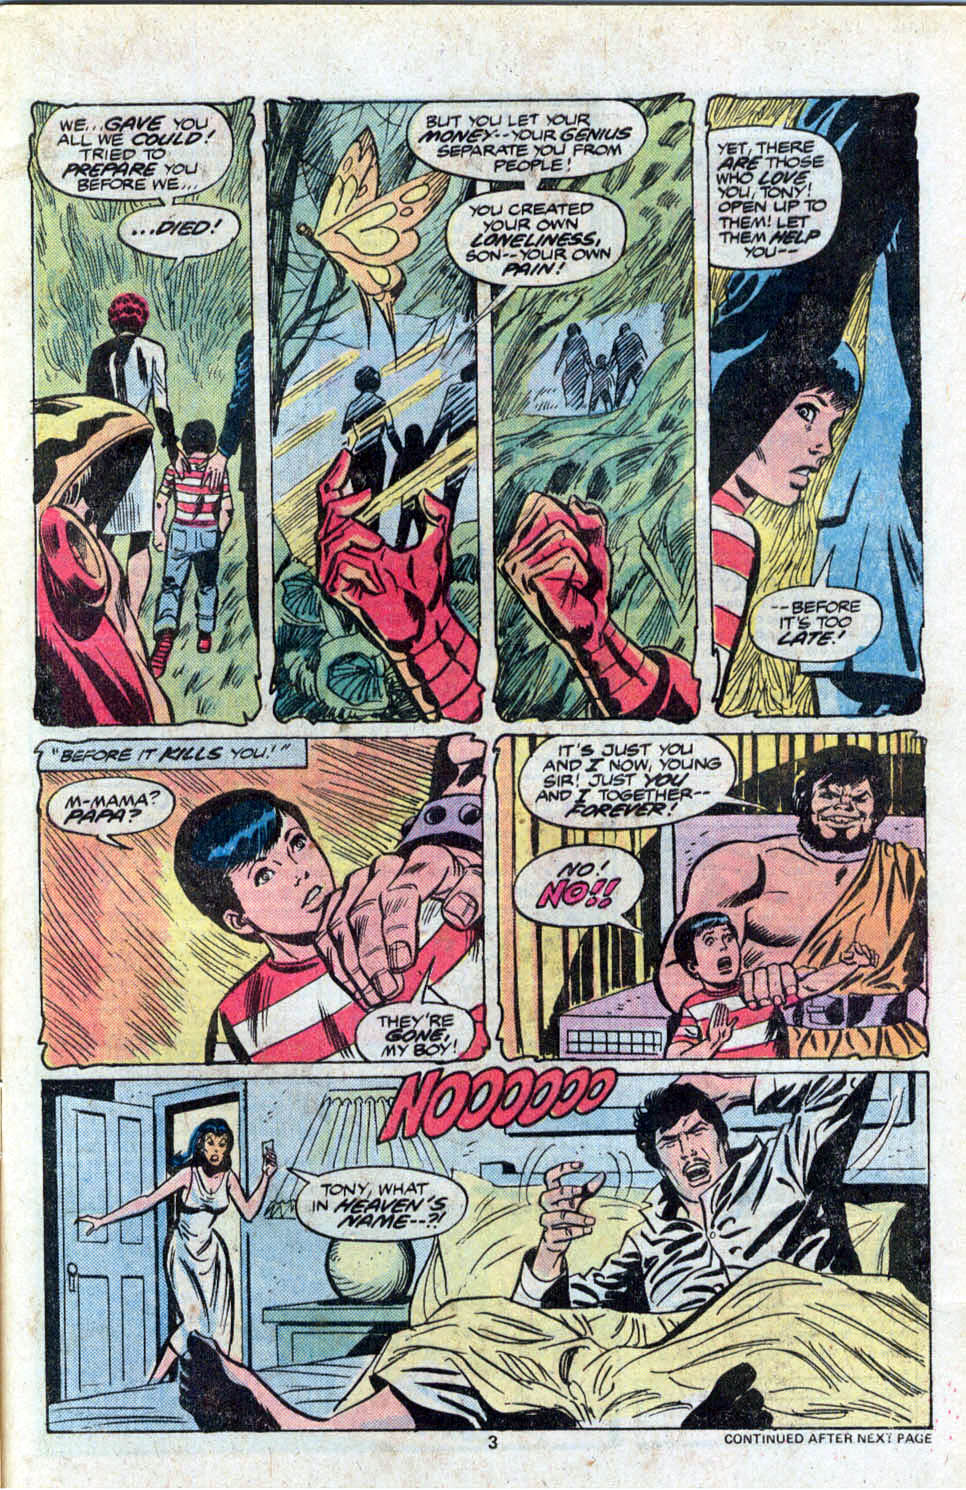 WE... GAVE YOU
ALL WE COULD!
TRIED TO
PREPARE YOU
BEFORE WE...
...DIED!
BUT YOU LET YOUR
MONEY--YOUR GENIUS
SEPARATE YOU FROM
PEOPLE!
YOU CREATED
YOUR OWN
LONELINESS,
SON--YOUR OWN
PAIN!
YET, THERE
ARE THOSE
WHO LOVE
YOU, TONY!
OPEN UP TO
THEM! LET
THEM HELP
YOU--
--BEFORE
IT'S TOO
LATE!
"BEFORE IT KILLS YOU!"
M-MAMA?
PAPA?
THEY'RE
GONE,
MY BOY!
IT'S JUST YOU
AND I NOW, YOUNG
SIR! JUST YOU
AND I TOGETHER--
FOREVER!
NO!
NO!!
NOOOOOOO
TONY, WHAT
IN HEAVEN'S
NAME--?!
3
CONTINUED AFTER NEXT PAGE